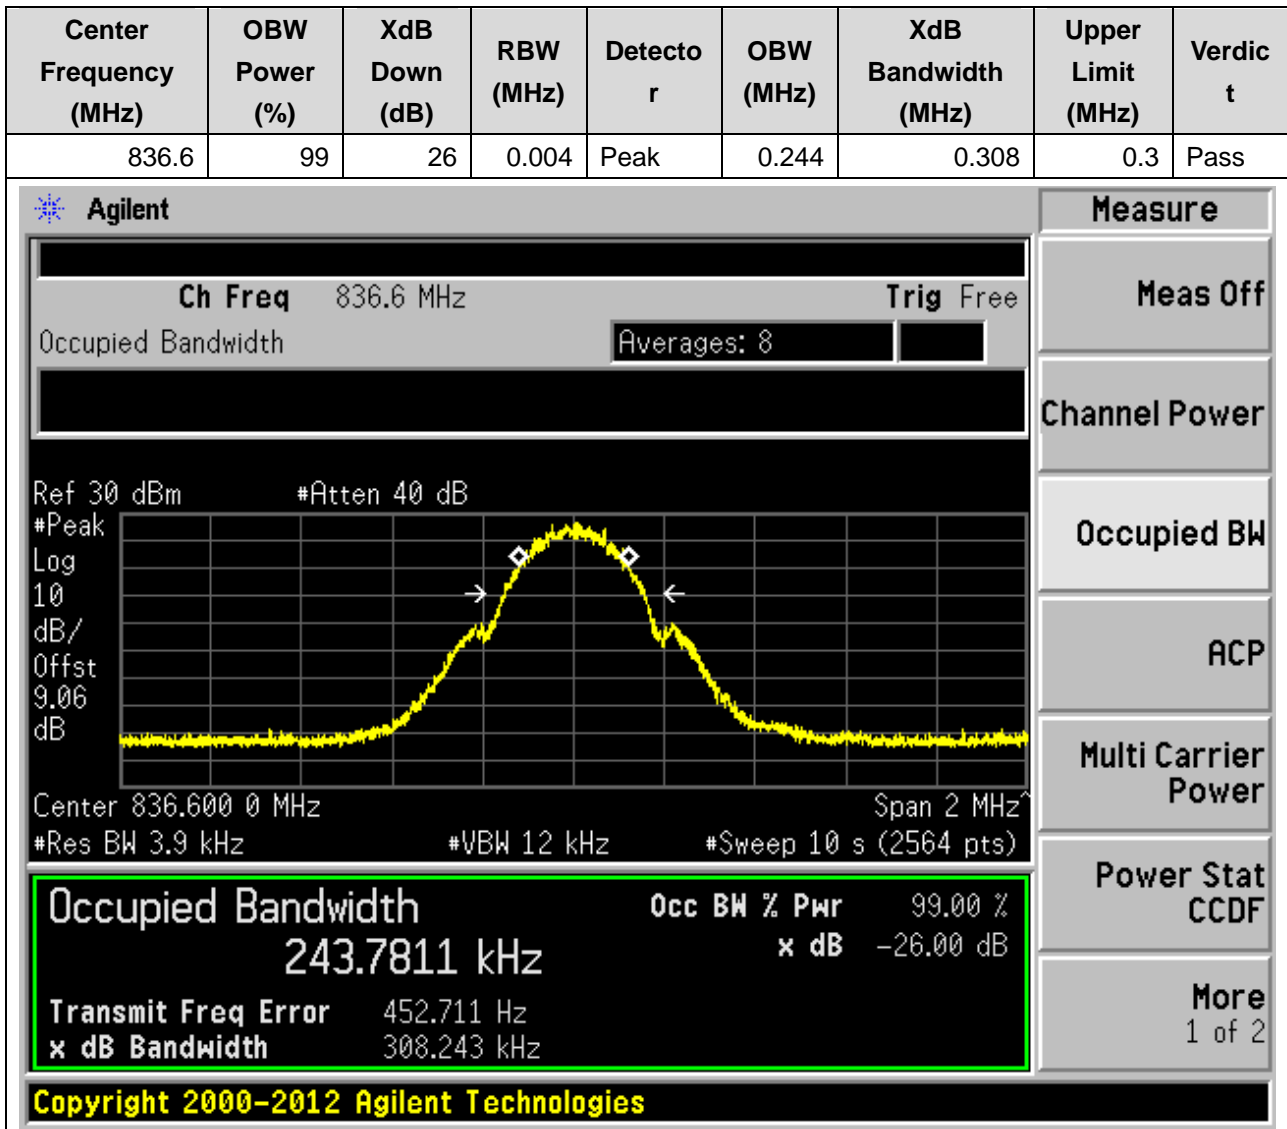 Center Frequency (MHz) OBW Power (%) XdB Down (dB) RBW (MHz) Detecto r OBW (MHz) XdB Bandwidth (MHz) Upper Limit (MHz) Verdic t
836.6 99 26 0.004 Peak 0.244 0.308 0.3 Pass
Agilent
Measure
Ch Freq 836.6 MHz Trig Free
Meas Off
Occupied Bandwidth Averages: 8
Channel Power
Ref 30 dBm #Atten 40 dB
#Peak
Log
10
dB/
Offst
9.06
dB
Occupied BW
ACP
Multi Carrier
Power
Center 836.600 0 MHz Span 2 MHz^
#Res BW 3.9 kHz #VBW 12 kHz #Sweep 10 s (2564 pts)
Power Stat
CCDF
Occupied Bandwidth Occ BW % Pwr 99.00 %
243.7811 kHz x dB -26.00 dB
More
1 of 2
Transmit Freq Error 452.711 Hz
x dB Bandwidth 308.243 kHz
Copyright 2000-2012 Agilent Technologies